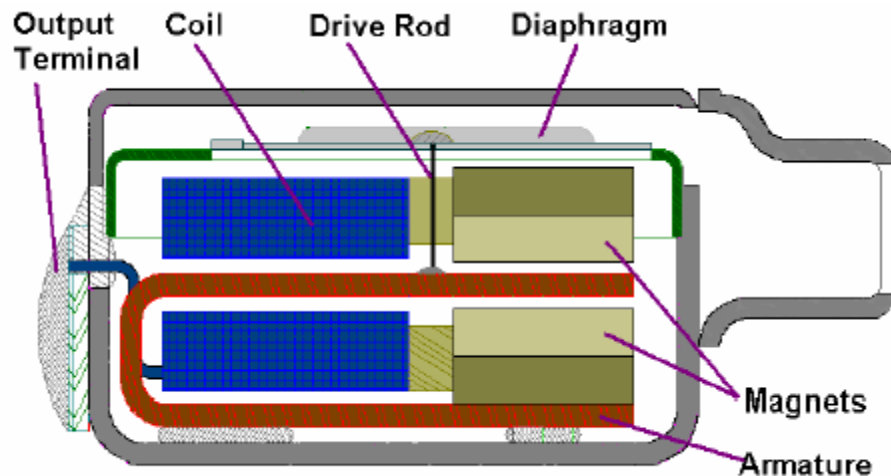 Output
Terminal
Coil
Drive Rod
Diaphragm
Magnets
Armature